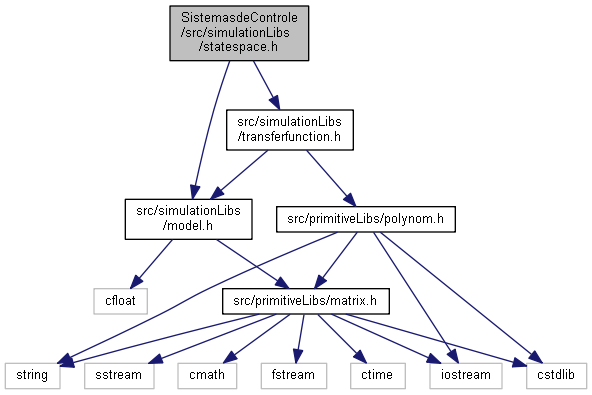 SistemasdeControle
/src/simulationLibs
/statespace.h
src/simulationLibs
/transferfunction.h
src/simulationLibs
/model.h
src/primitiveLibs/polynom.h
cfloat
src/primitiveLibs/matrix.h
string
sstream
cmath
fstream
ctime
iostream
cstdlib